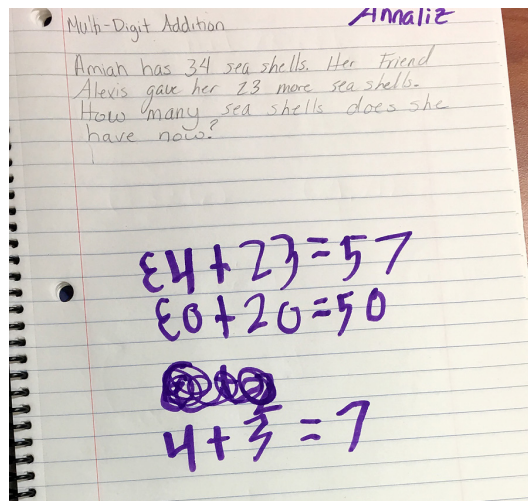 Annaliz
Multi-Digit Addition
Amiah has 34 sea shells. Her Friend
Alexis gave her 23 more sea shells.
How many sea shells does she
have now?
34+23=57
30+20=50
4+3=7